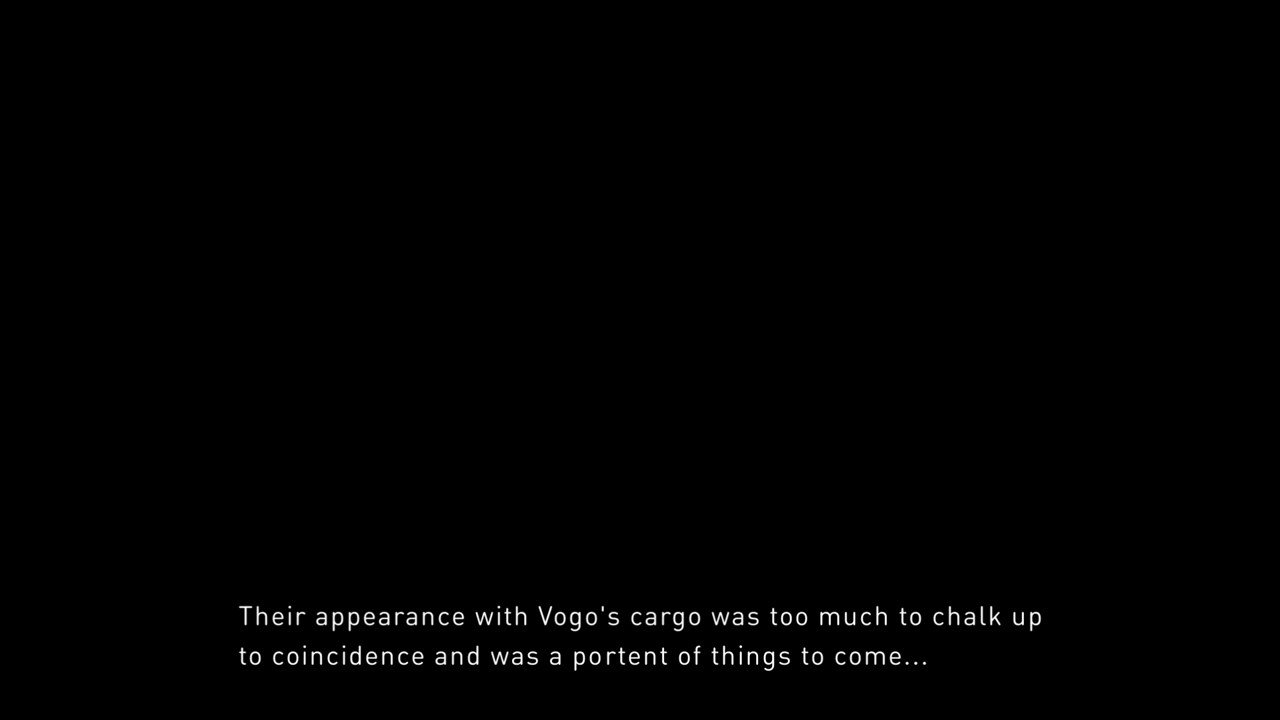 Their appearance with Vogo's cargo was too much to chalk up
to coincidence and was a portent of things to come...